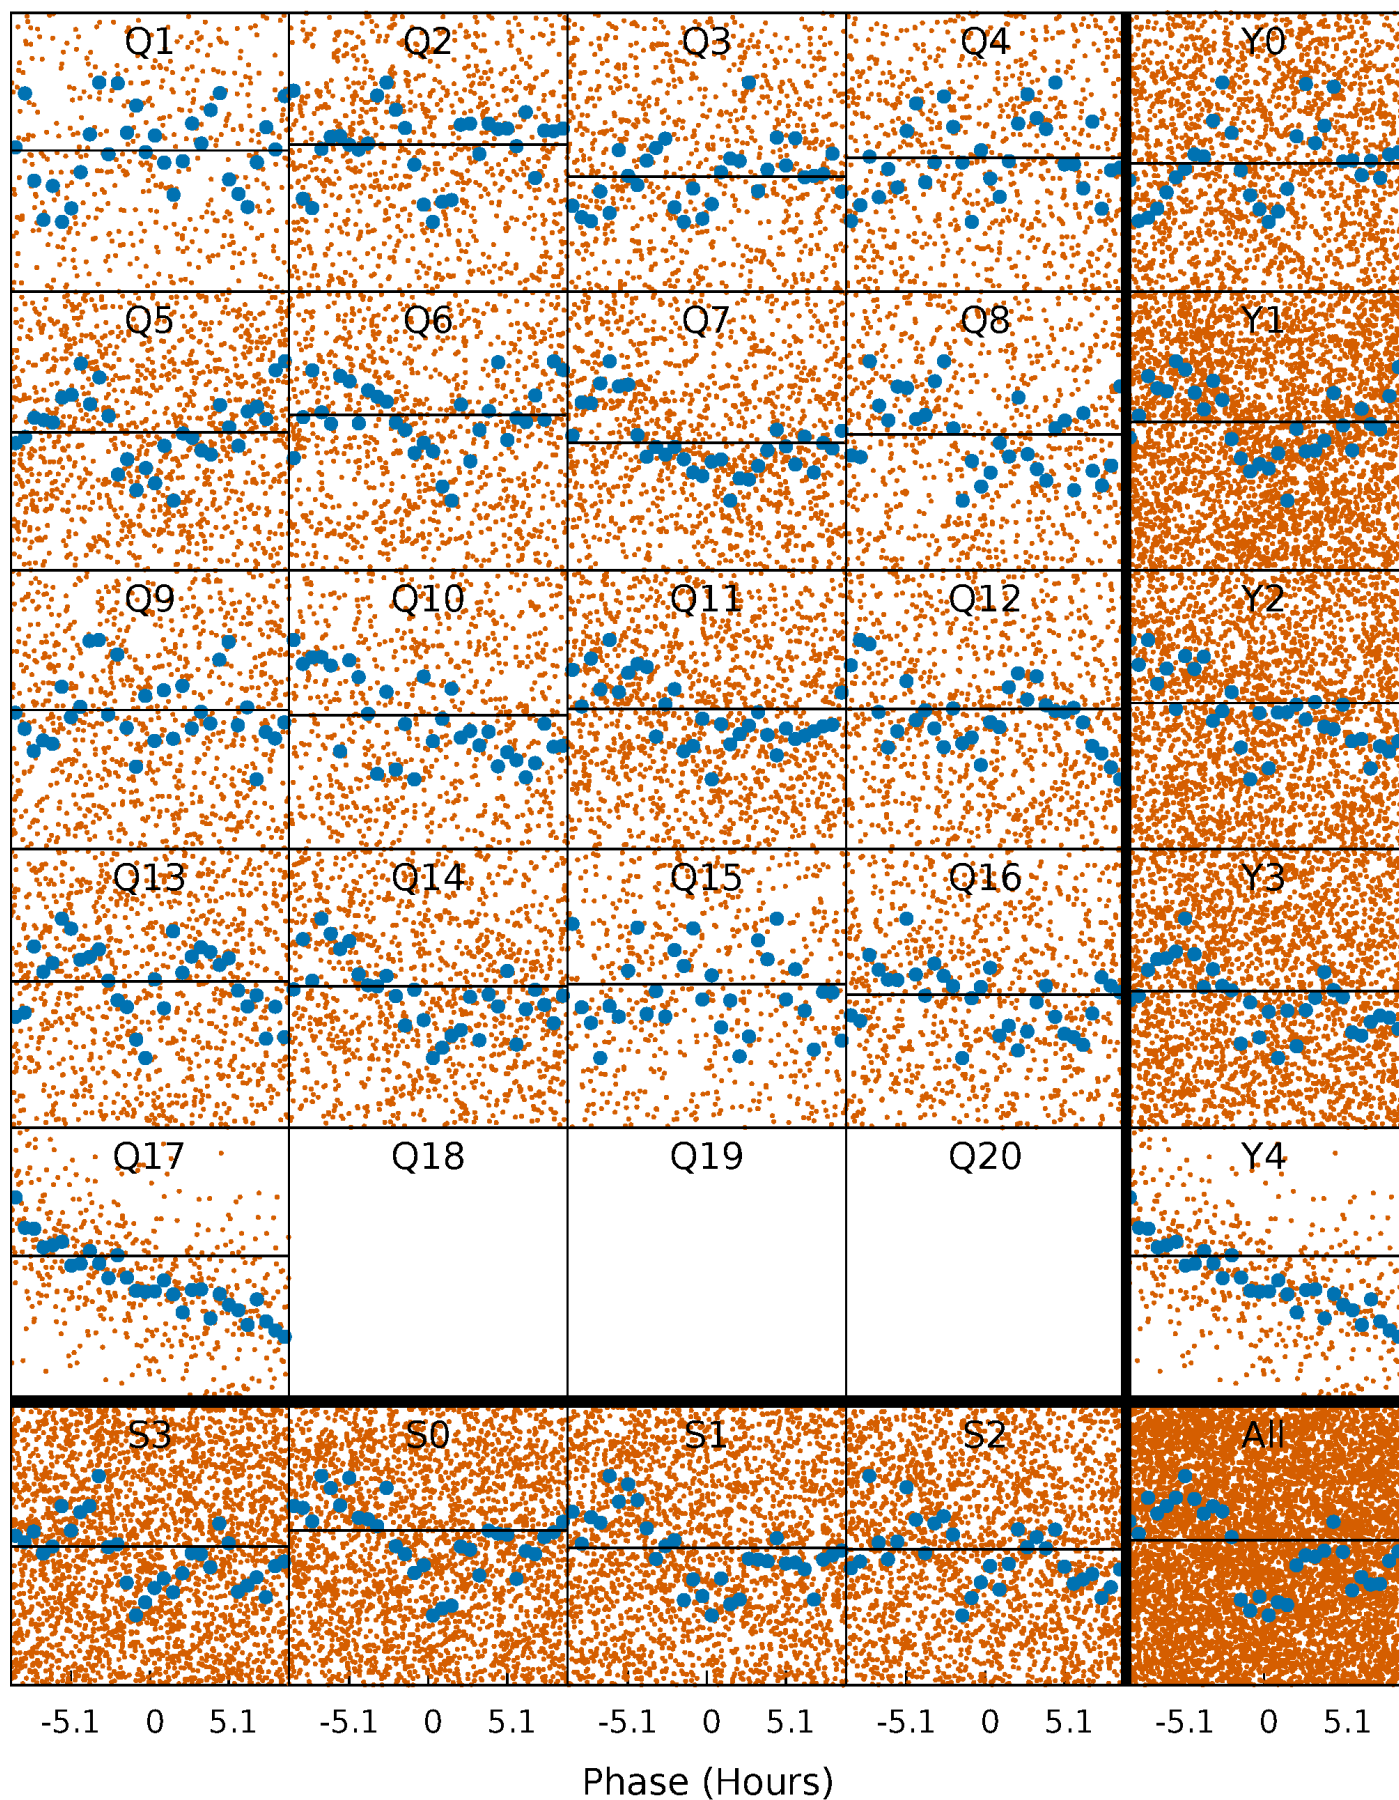 Q1 Q2 Q3 Q4 Y0
Q5 Q6 Q7 Q8 Y1
Q9 Q10 Q11 Q12 Y2
Q13 Q14 Q15 Q16 Y3
Q17 Q18 Q19 Q20 Y4
S3 S0 S1 S2 All
-5.1 0 5.1 -5.1 0 5.1 -5.1 0 5.1 -5.1 0 5.1 -5.1 0 5.1
Phase (Hours)